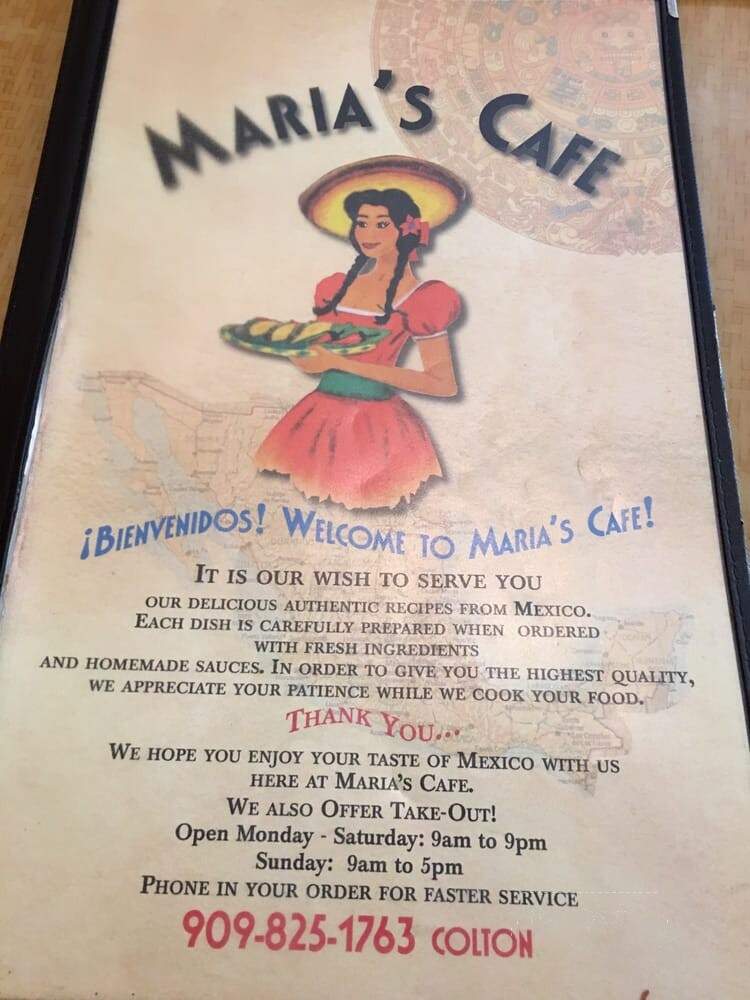 MARIA'S CAFE
¡BIENVENIDOS! WELCOME TO MARIA'S CAFE!
IT IS OUR WISH TO SERVE YOU
OUR DELICIOUS AUTHENTIC RECIPES FROM MEXICO.
EACH DISH IS CAREFULLY PREPARED WHEN ORDERED
WITH FRESH INGREDIENTS
AND HOMEMADE SAUCES. IN ORDER TO GIVE YOU THE HIGHEST QUALITY,
WE APPRECIATE YOUR PATIENCE WHILE WE COOK YOUR FOOD.
THANK YOU...
WE HOPE YOU ENJOY YOUR TASTE OF MEXICO WITH US
HERE AT MARIA'S CAFE.
WE ALSO OFFER TAKE-OUT!
Open Monday - Saturday: 9am to 9pm
Sunday: 9am to 5pm
PHONE IN YOUR ORDER FOR FASTER SERVICE
909-825-1763 COLTON